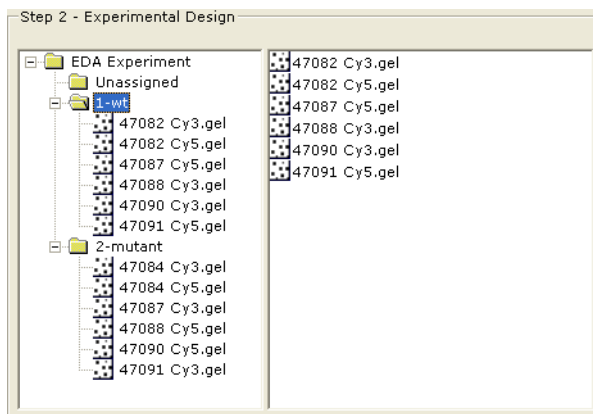 Step 2 - Experimental Design
EDA Experiment
Unassigned
1-wt
47082 Cy3.gel
47082 Cy5.gel
47087 Cy5.gel
47088 Cy3.gel
47090 Cy3.gel
47091 Cy5.gel
2-mutant
47084 Cy3.gel
47084 Cy5.gel
47087 Cy3.gel
47088 Cy5.gel
47090 Cy5.gel
47091 Cy3.gel
47082 Cy3.gel
47082 Cy5.gel
47087 Cy5.gel
47088 Cy3.gel
47090 Cy3.gel
47091 Cy5.gel